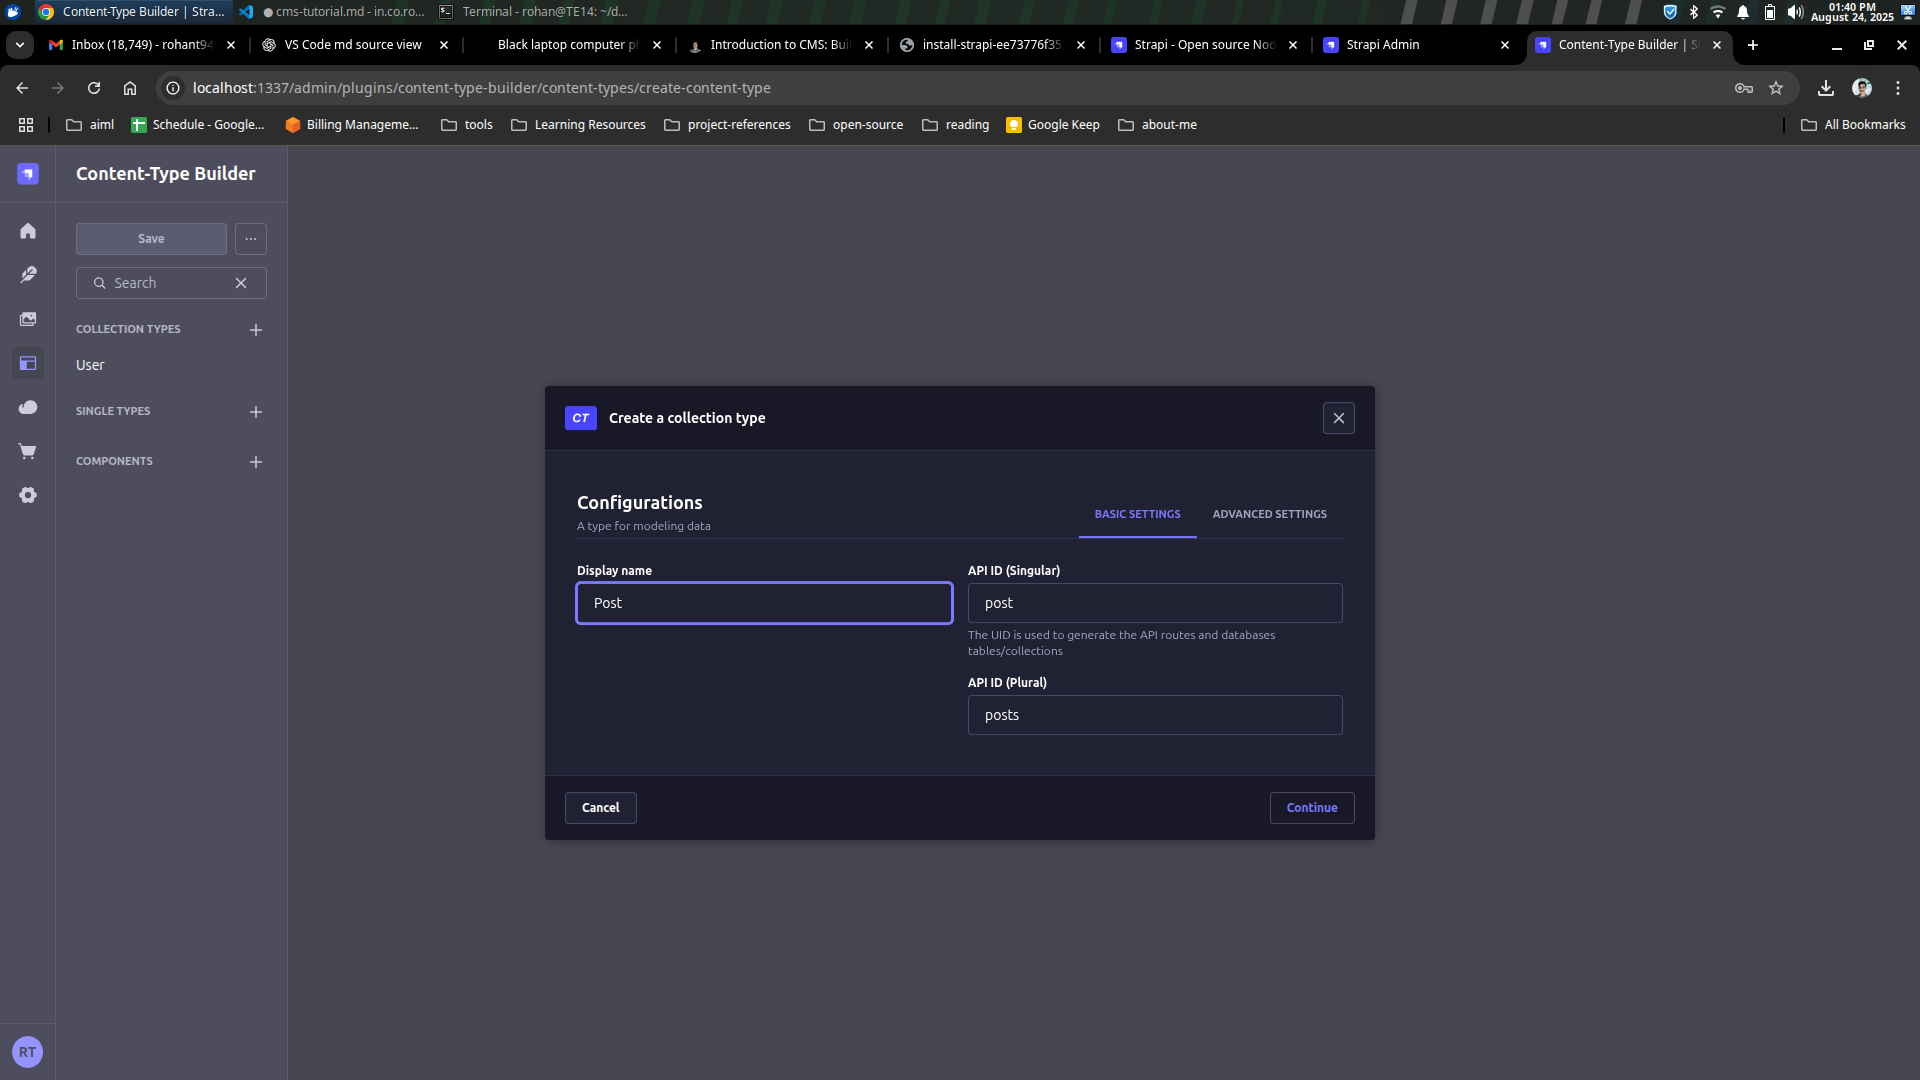 Content-Type Builder | Stra...
cms-tutorial.md - in.co.ro...
Terminal - rohan@TE14: ~/d...
01:40 PM
August 24, 2025
Inbox (18,749) - rohant94
VS Code md source view
Black laptop computer
Introduction to CMS: Bui
install-strapi-ee73776f35
Strapi - Open source Nod
Strapi Admin
Content-Type Builder | S
localhost:1337/admin/plugins/content-type-builder/content-types/create-content-type
aiml
Schedule - Google...
Billing Manageme...
tools
Learning Resources
project-references
open-source
reading
Google Keep
about-me
All Bookmarks
Content-Type Builder
Save
...
Search
COLLECTION TYPES
User
SINGLE TYPES
COMPONENTS
CT
Create a collection type
Configurations
A type for modeling data
BASIC SETTINGS
ADVANCED SETTINGS
Display name
Post
API ID (Singular)
post
The UID is used to generate the API routes and databases
tables/collections
API ID (Plural)
posts
Cancel
Continue
RT